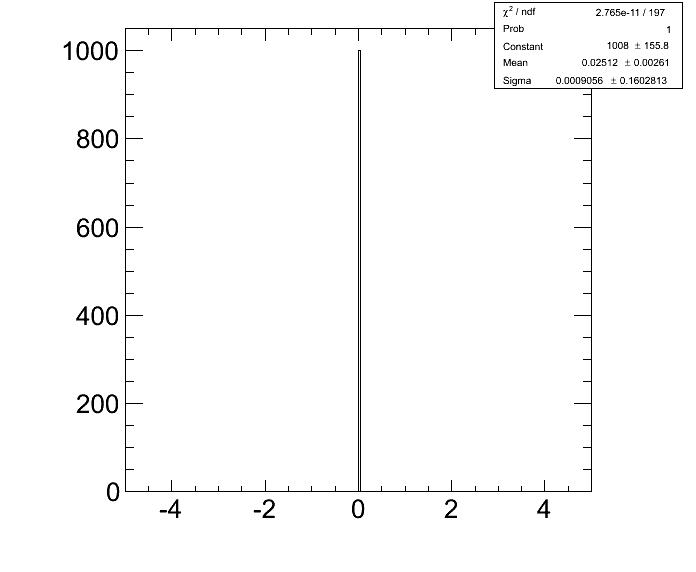 χ² / ndf 2.765e-11 / 197
Prob 1
Constant 1008 ± 155.8
Mean 0.02512 ± 0.00261
Sigma 0.0009056 ± 0.1602813
1000
800
600
400
200
0
-4 -2 0 2 4